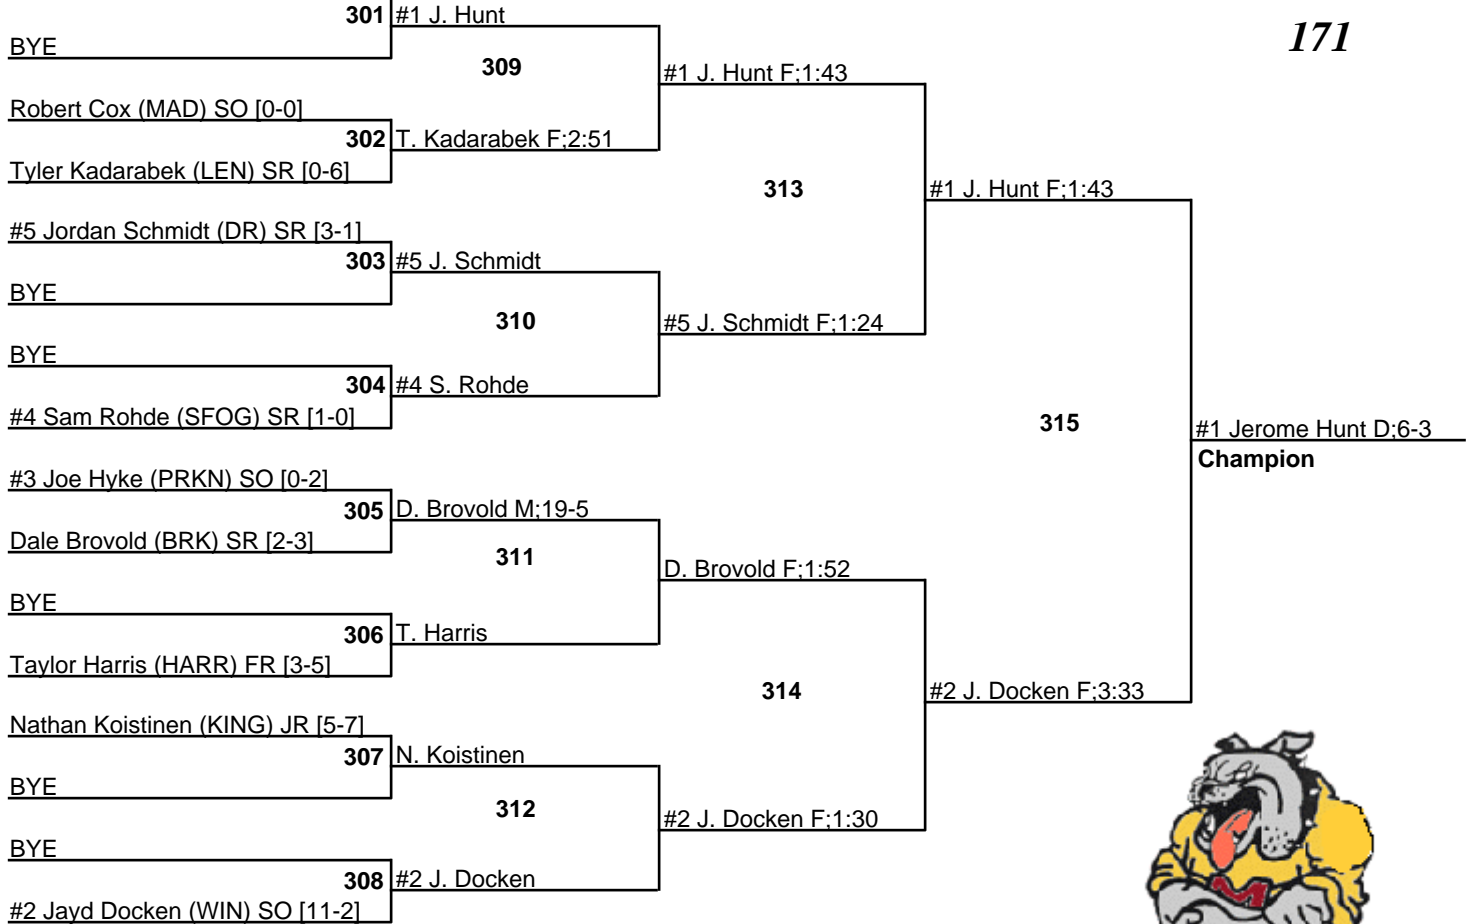 171
301 #1 J. Hunt
BYE
309
#1 J. Hunt F;1:43
Robert Cox (MAD) SO [0-0]
302 T. Kadarabek F;2:51
Tyler Kadarabek (LEN) SR [0-6]
313
#1 J. Hunt F;1:43
#5 Jordan Schmidt (DR) SR [3-1]
303 #5 J. Schmidt
BYE
310
#5 J. Schmidt F;1:24
BYE
304 #4 S. Rohde
#4 Sam Rohde (SFOG) SR [1-0]
315
#1 Jerome Hunt D;6-3
Champion
#3 Joe Hyke (PRKN) SO [0-2]
305 D. Brovold M;19-5
Dale Brovold (BRK) SR [2-3]
311
D. Brovold F;1:52
BYE
306 T. Harris
Taylor Harris (HARR) FR [3-5]
314
#2 J. Docken F;3:33
Nathan Koistinen (KING) JR [5-7]
307 N. Koistinen
BYE
312
#2 J. Docken F;1:30
BYE
308 #2 J. Docken
#2 Jayd Docken (WIN) SO [11-2]